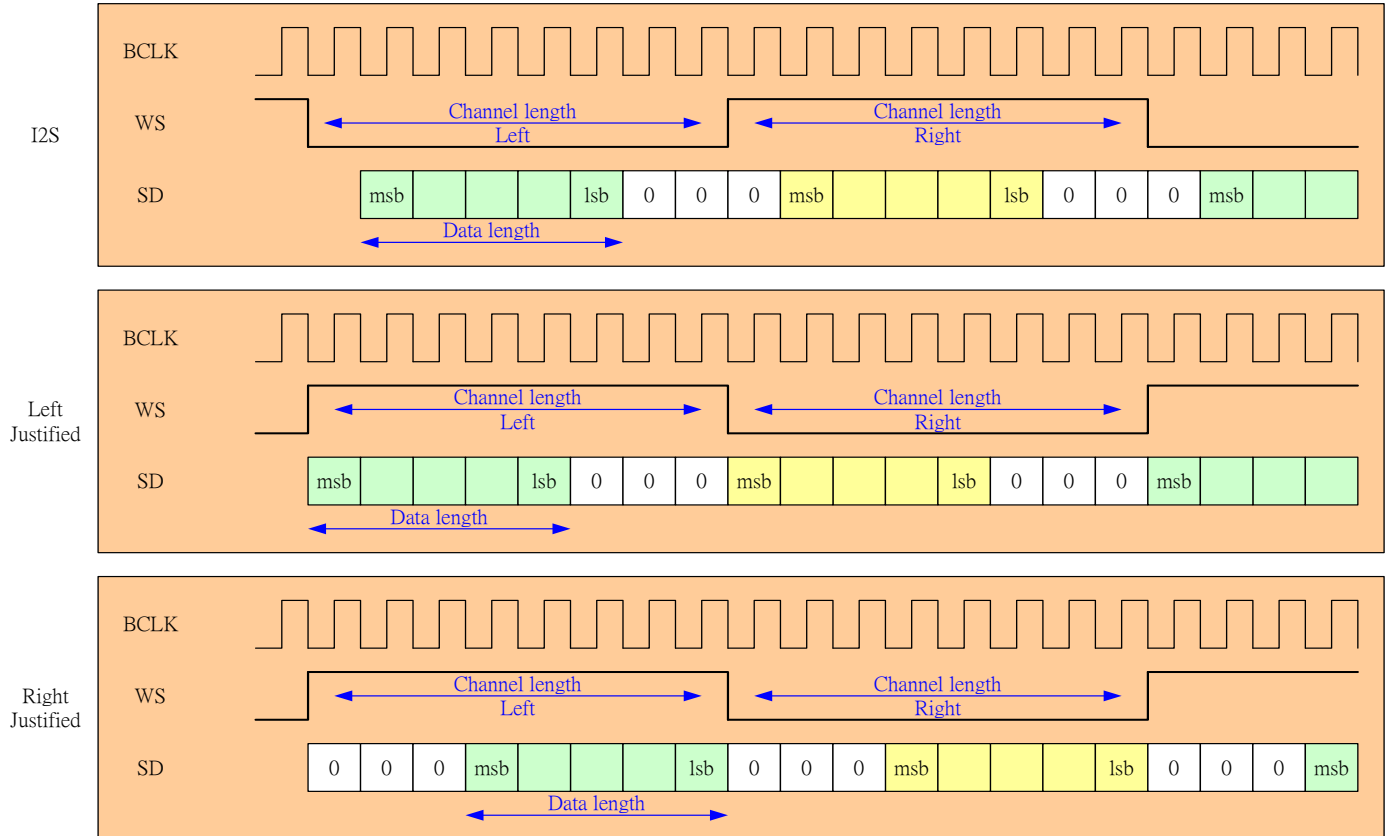 BCLK
I2S
WS
Channel length
Left
Channel length
Right
SD
msb lsb 0 0 0 msb lsb 0 0 0 msb
Data length
BCLK
Left
Justified
WS
Channel length
Left
Channel length
Right
SD
msb lsb 0 0 0 msb lsb 0 0 0 msb
Data length
BCLK
Right
Justified
WS
Channel length
Left
Channel length
Right
SD
0 0 0 msb lsb 0 0 0 msb lsb 0 0 0 msb
Data length